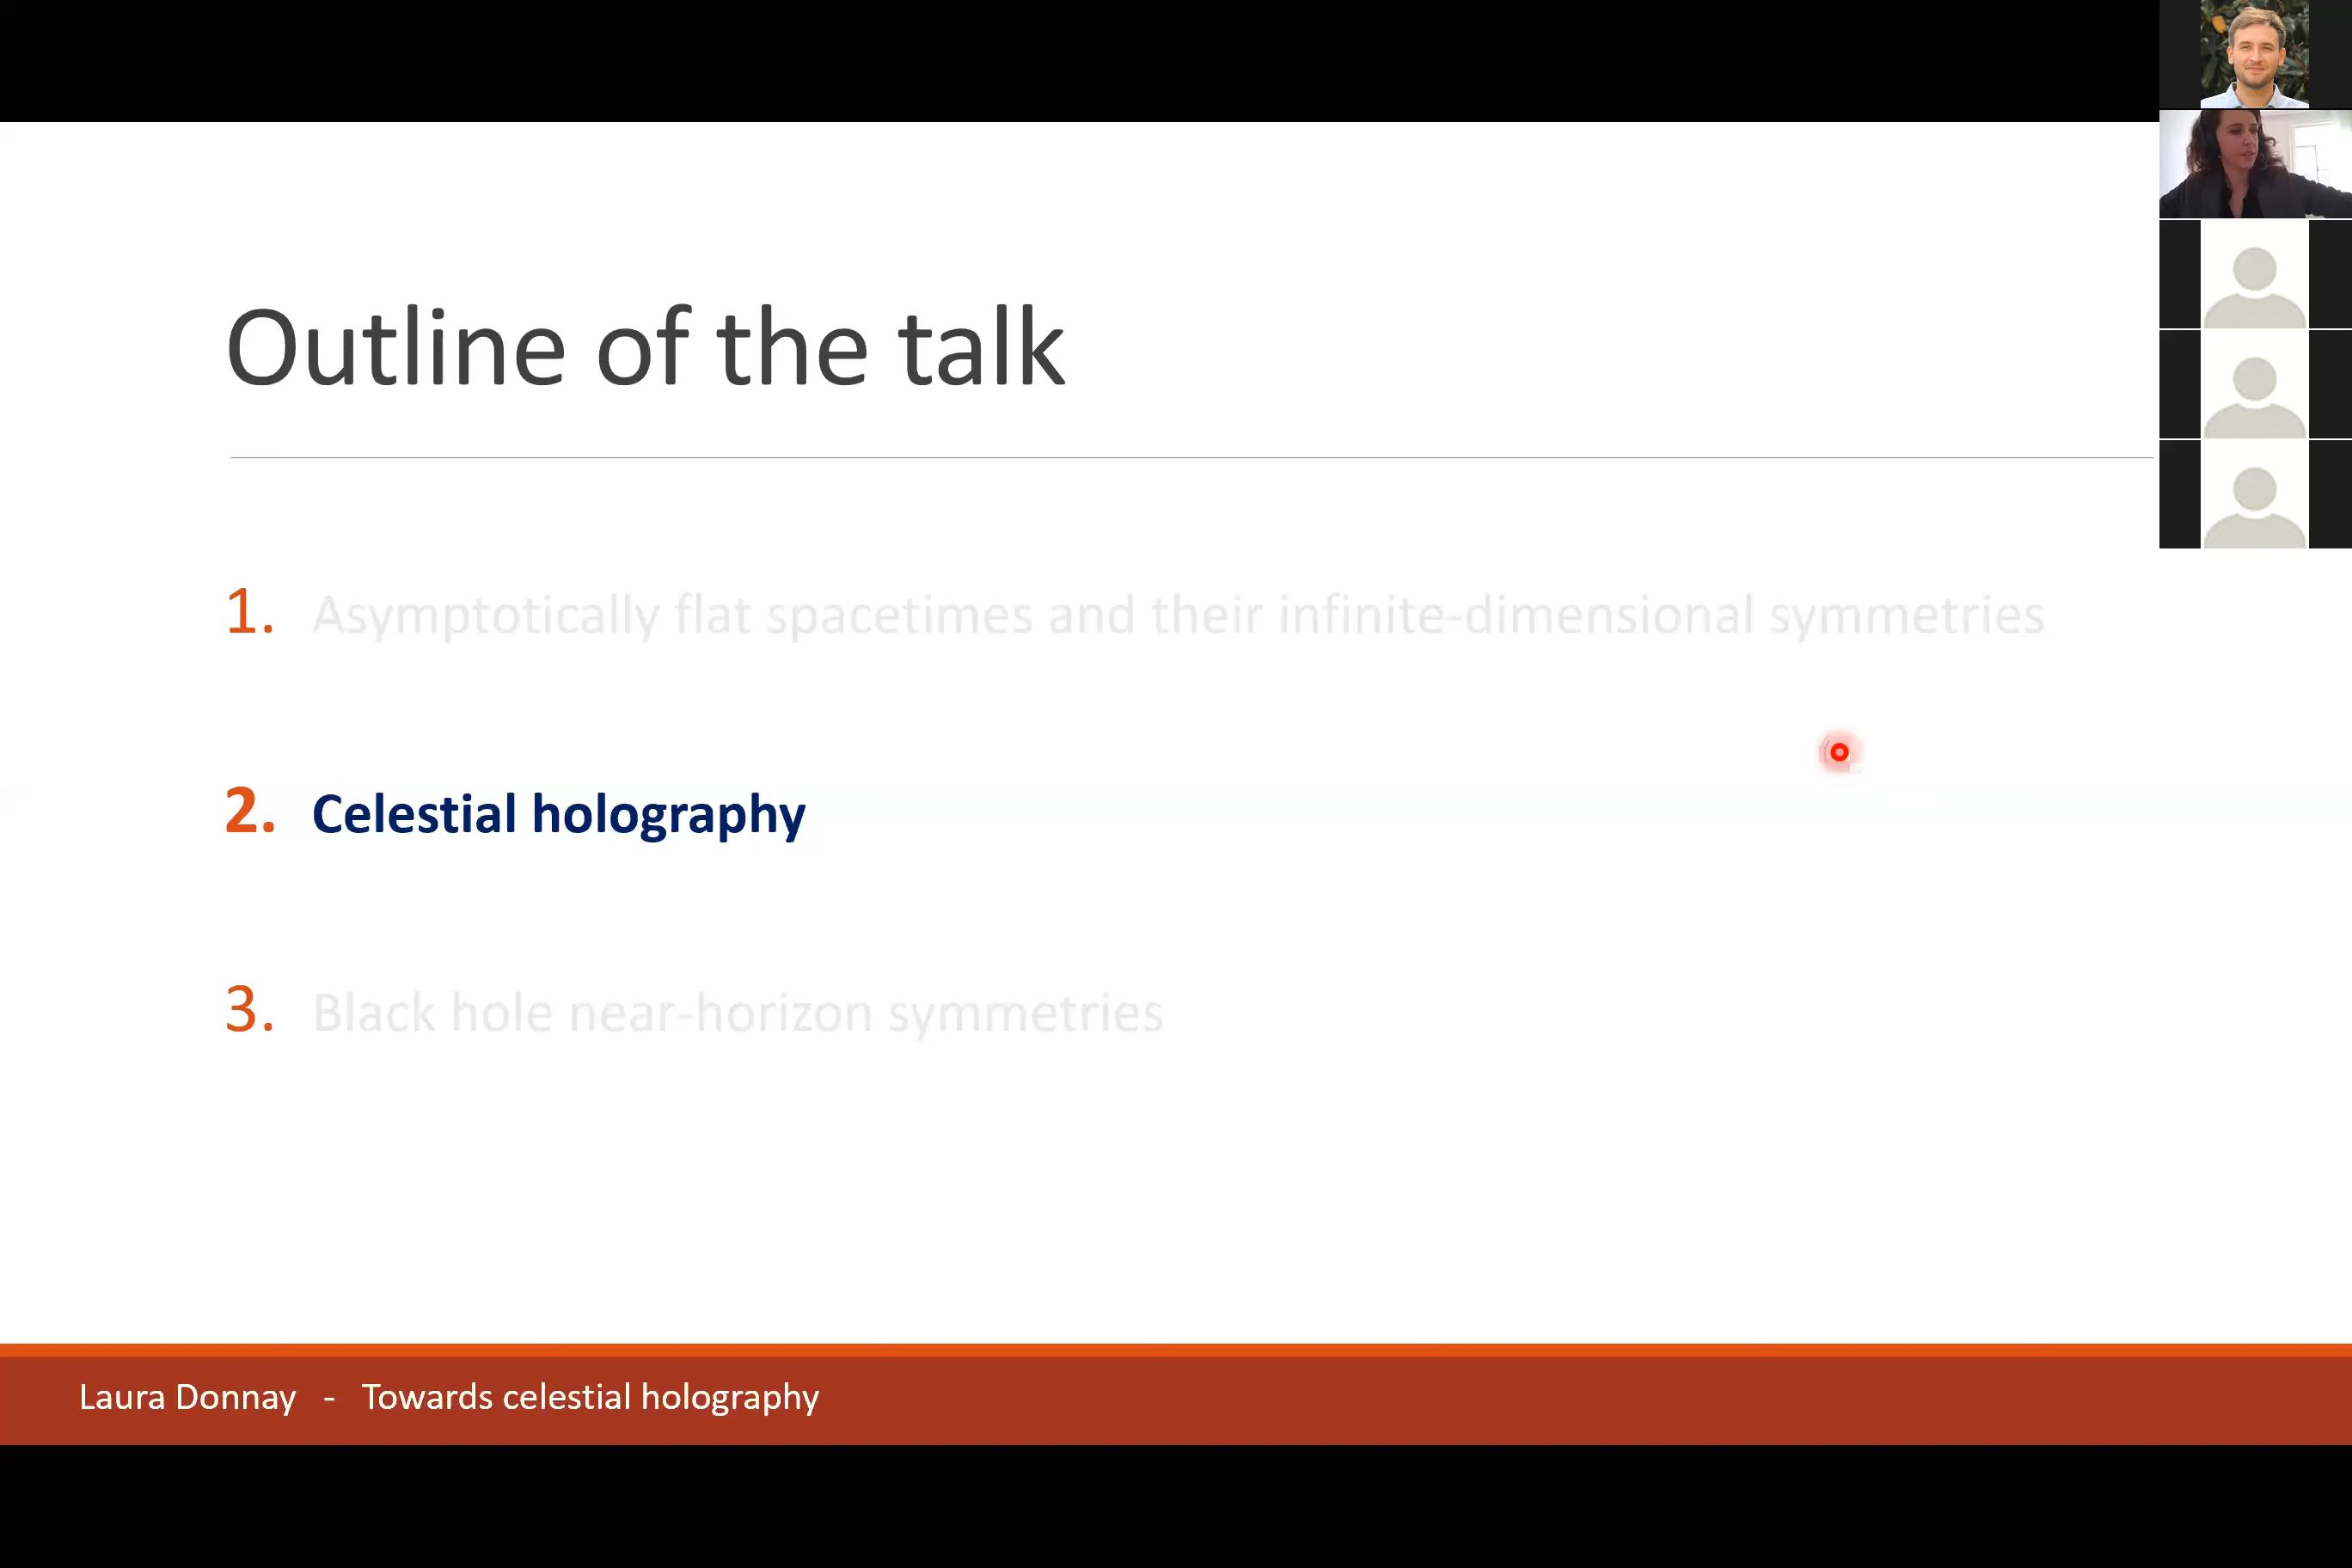 Outline of the talk
1. Asymptotically flat spacetimes and their infinite-dimensional symmetries
2. Celestial holography
3. Black hole near-horizon symmetries
Laura Donnay - Towards celestial holography